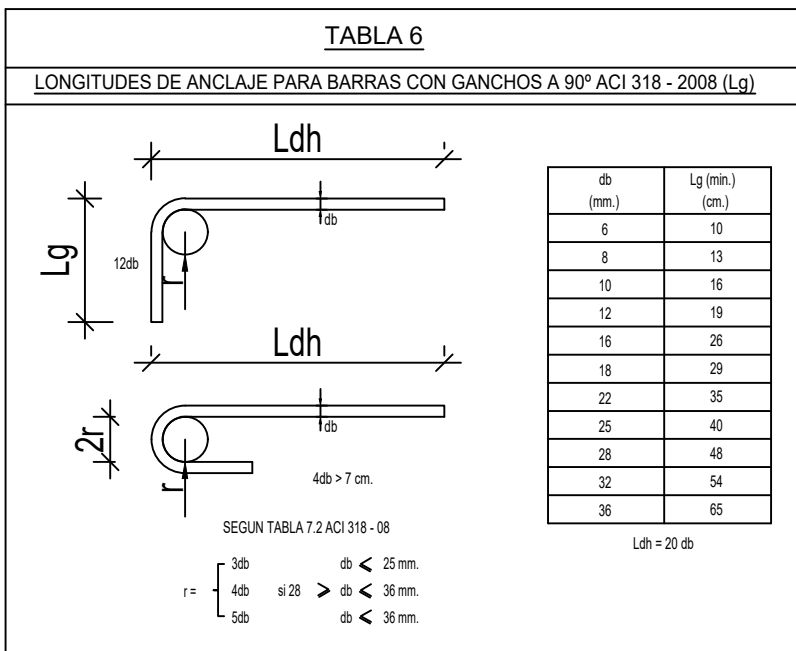 TABLA 6
LONGITUDES DE ANCLAJE PARA BARRAS CON GANCHOS A 90º ACI 318 - 2008 (Lg)
Ldh
db
Lg
12db
r
Ldh
db
2r
r
4db > 7 cm.
SEGUN TABLA 7.2 ACI 318 - 08
r =
3db db < 25 mm.
4db si 28 > db < 36 mm.
5db db < 36 mm.
db (mm.) Lg (min.) (cm.)
6 10
8 13
10 16
12 19
16 26
18 29
22 35
25 40
28 48
32 54
36 65
Ldh = 20 db